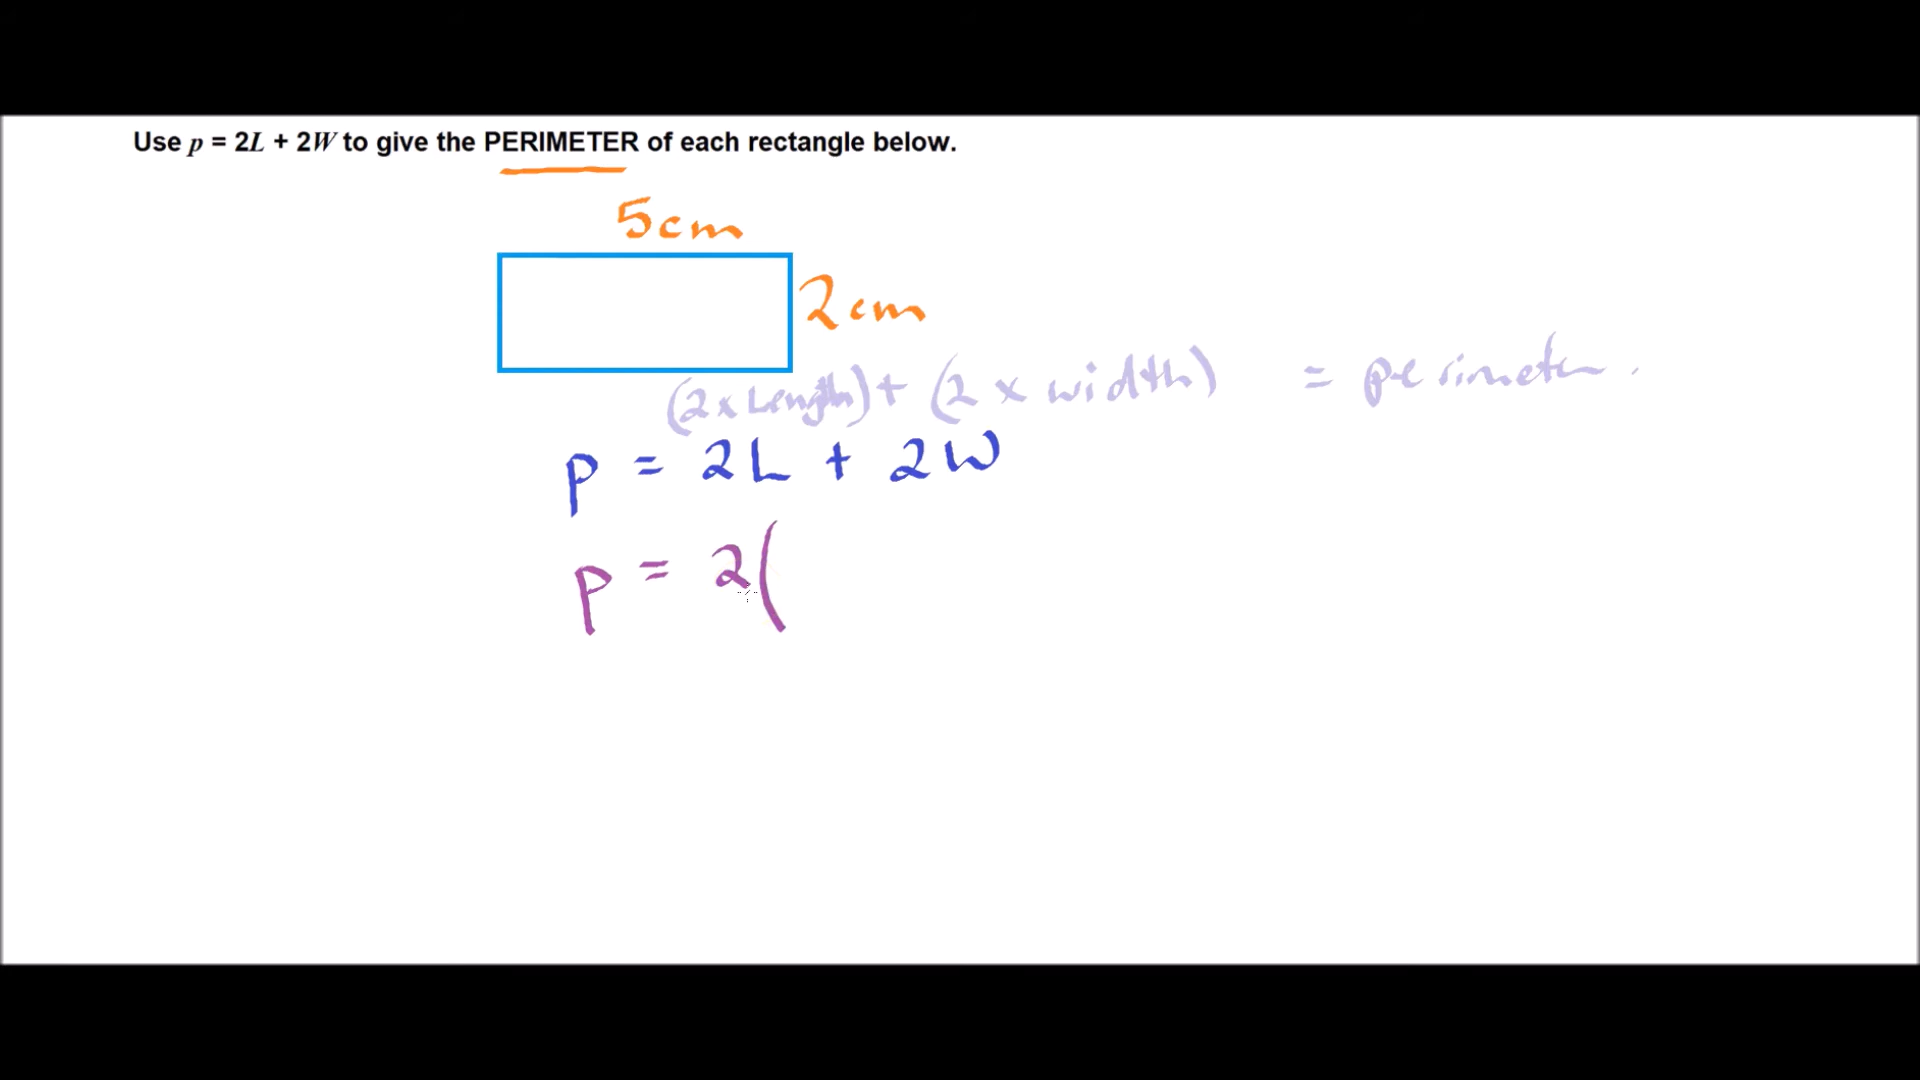 Use p = 2L + 2W to give the PERIMETER of each rectangle below.
5cm
2cm
(2 x Length) + (2 x width) = perimeter.
p = 2L + 2W
p = 2(